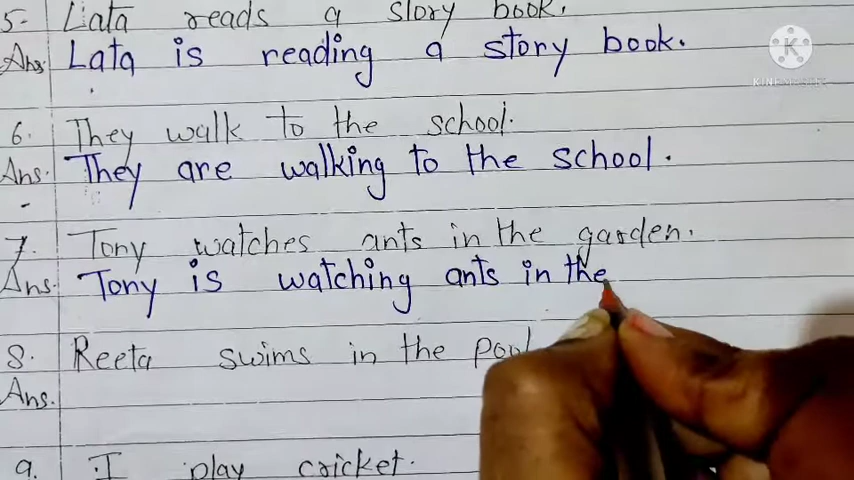 5. Lata reads a story book.
Ans. Lata is reading a story book.
6. They walk to the school.
Ans. They are walking to the school.
7. Tony watches ants in the garden.
Ans. Tony is watching ants in the
8. Reeta swims in the pool
Ans.
9. I play cricket.
K
KINEMASTER